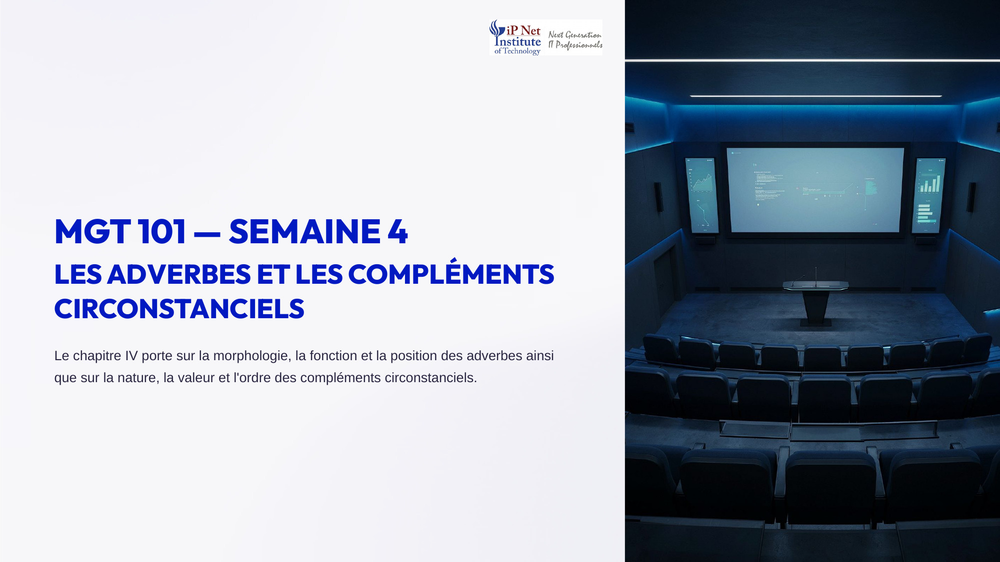 iP Net
Institute
of Technology
Next Generation
IT Professionnels
MGT 101 — SEMAINE 4
LES ADVERBES ET LES COMPLÉMENTS
CIRCONSTANCIELS
Le chapitre IV porte sur la morphologie, la fonction et la position des adverbes ainsi
que sur la nature, la valeur et l'ordre des compléments circonstanciels.